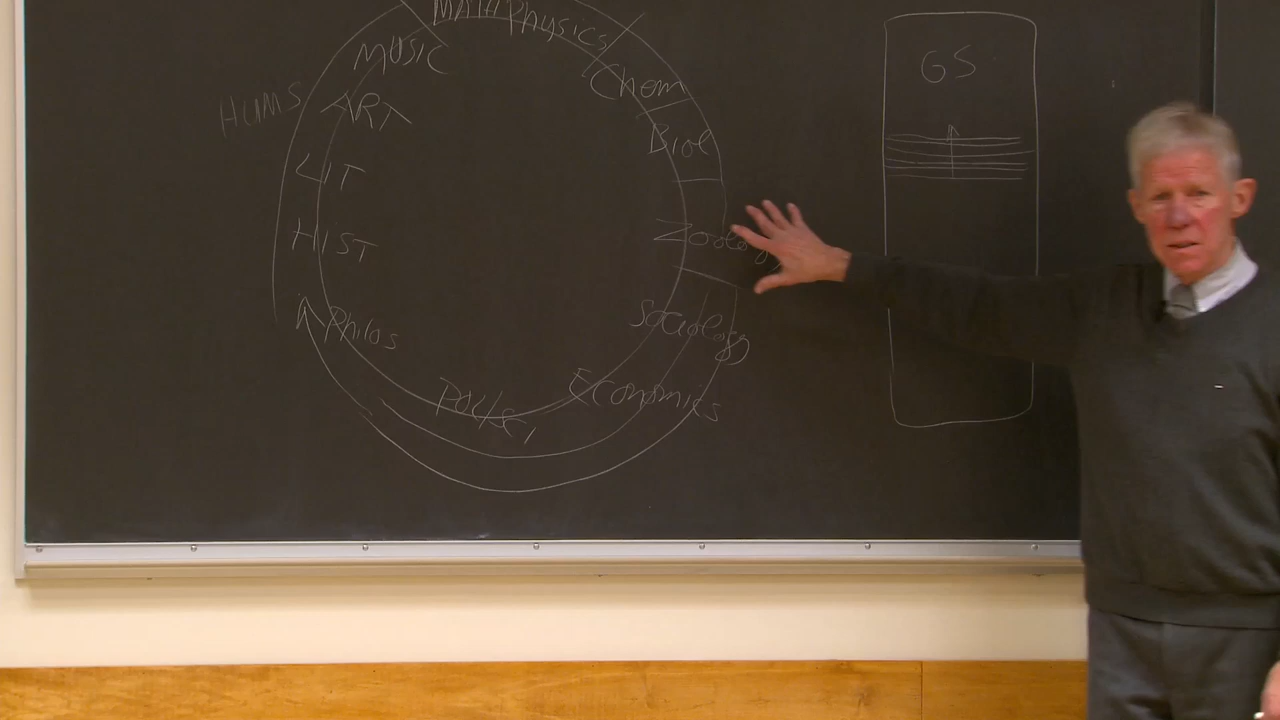 MATH Physics
MUSIC
Chem
GS
HUMS
ART
Biol
LIT
Zoology
HIST
Philos
Sociology
Pol/Sci
Economics